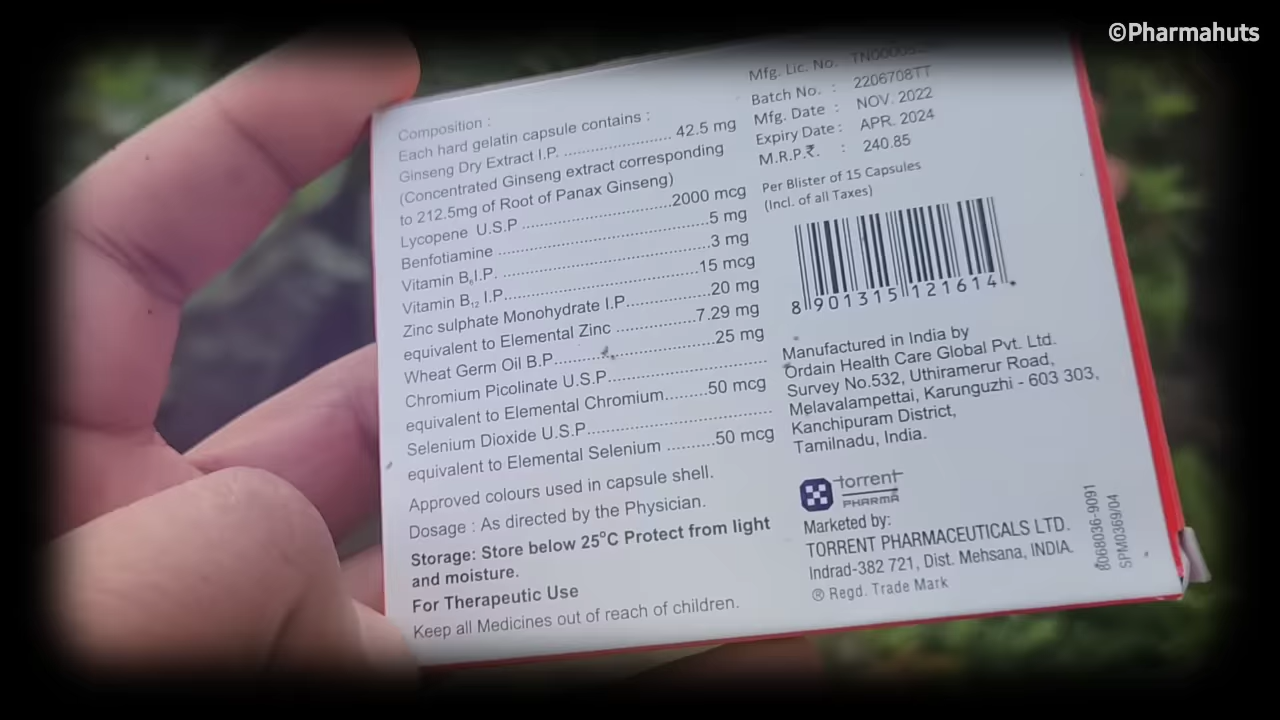 ©Pharmahuts
Composition :
Each hard gelatin capsule contains :
Ginseng Dry Extract I.P. .................... 42.5 mg
(Concentrated Ginseng extract corresponding
to 212.5mg of Root of Panax Ginseng)
Lycopene U.S.P ............................2000 mcg
Benfotiamine ........................................5 mg
Vitamin B₆I.P. ........................................3 mg
Vitamin B₁₂ I.P.....................................15 mcg
Zinc sulphate Monohydrate I.P.................20 mg
equivalent to Elemental Zinc ...............7.29 mg
Wheat Germ Oil B.P..............................25 mg
Chromium Picolinate U.S.P.............................
equivalent to Elemental Chromium.........50 mcg
Selenium Dioxide U.S.P.................................
equivalent to Elemental Selenium ..........50 mcg
Approved colours used in capsule shell.
Dosage : As directed by the Physician.
Storage: Store below 25°C Protect from light
and moisture.
For Therapeutic Use
Keep all Medicines out of reach of children.
Mfg. Lic. No.
Batch No. : 2206708TT
Mfg. Date : NOV. 2022
Expiry Date : APR. 2024
M.R.P.₹. : 240.85
Per Blister of 15 Capsules
(Incl. of all Taxes)
8 901315 121614
Manufactured in India by
Ordain Health Care Global Pvt. Ltd.
Survey No.532, Uthiramerur Road,
Melavalampettai, Karunguzhi - 603 303,
Kanchipuram District,
Tamilnadu, India.
torrent
PHARMA
Marketed by:
TORRENT PHARMACEUTICALS LTD.
Indrad-382 721, Dist. Mehsana, INDIA.
® Regd. Trade Mark
8068036-9091
SPM0369/04